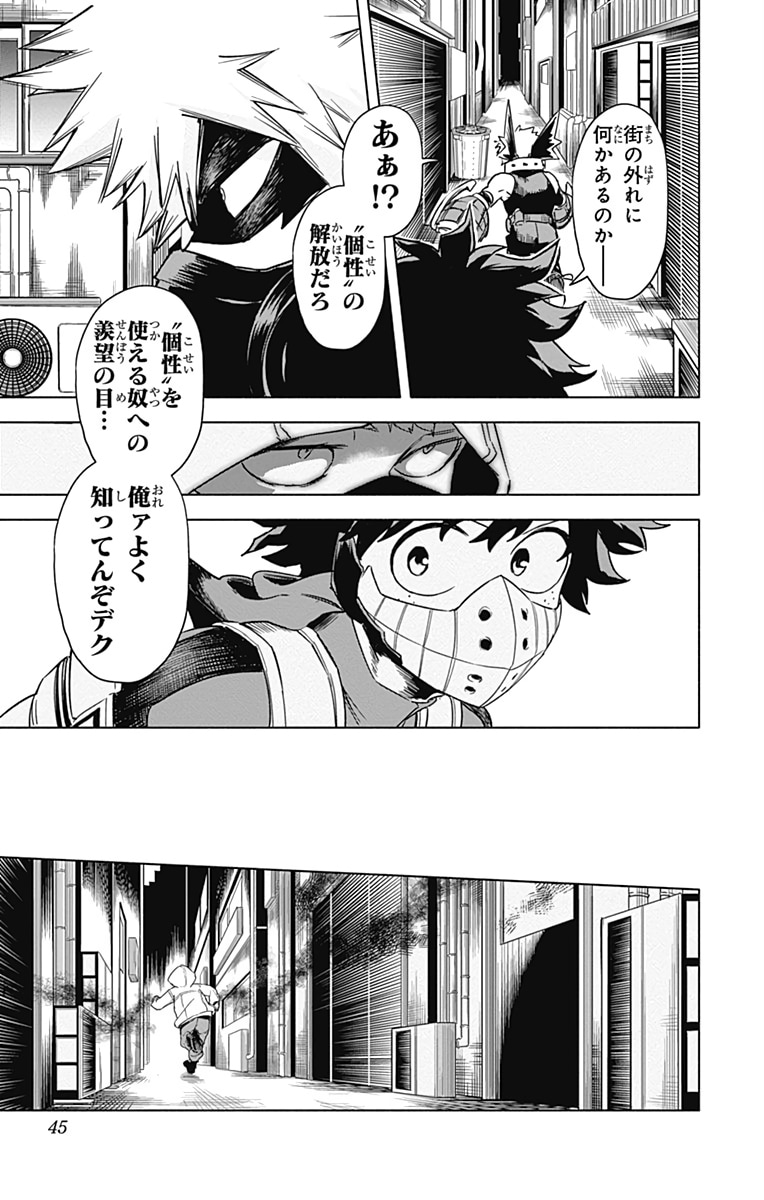 街の外れに
何かあるのか――
あぁ!?
〝個性〟の
解放だろ
〝個性〟を
使える奴への
羨望の目…
俺ァよく
知ってんぞデク
45